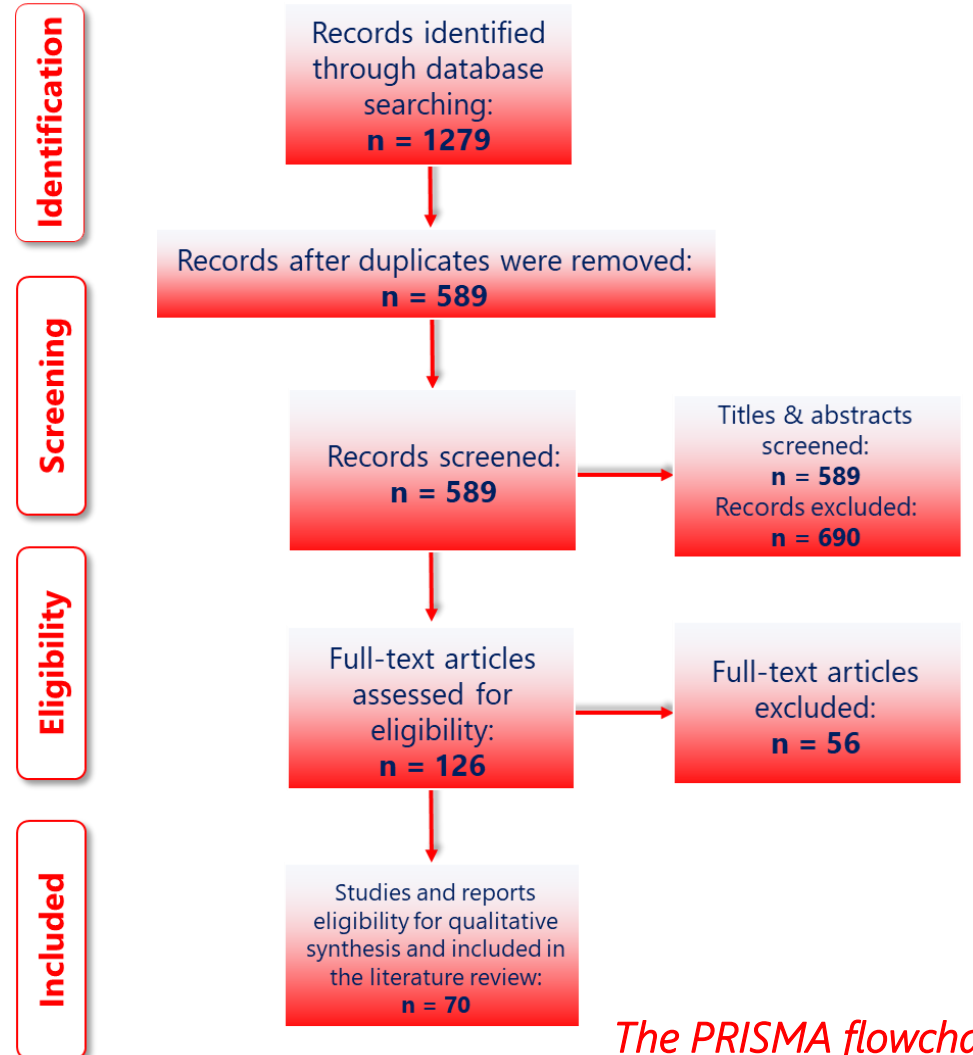 Identification
Records identified
through database
searching:
n = 1279
Records after duplicates were removed:
n = 589
Screening
Records screened:
n = 589
Titles & abstracts
screened:
n = 589
Records excluded:
n = 690
Eligibility
Full-text articles
assessed for
eligibility:
n = 126
Full-text articles
excluded:
n = 56
Included
Studies and reports
eligibility for qualitative
synthesis and included in
the literature review:
n = 70
The PRISMA